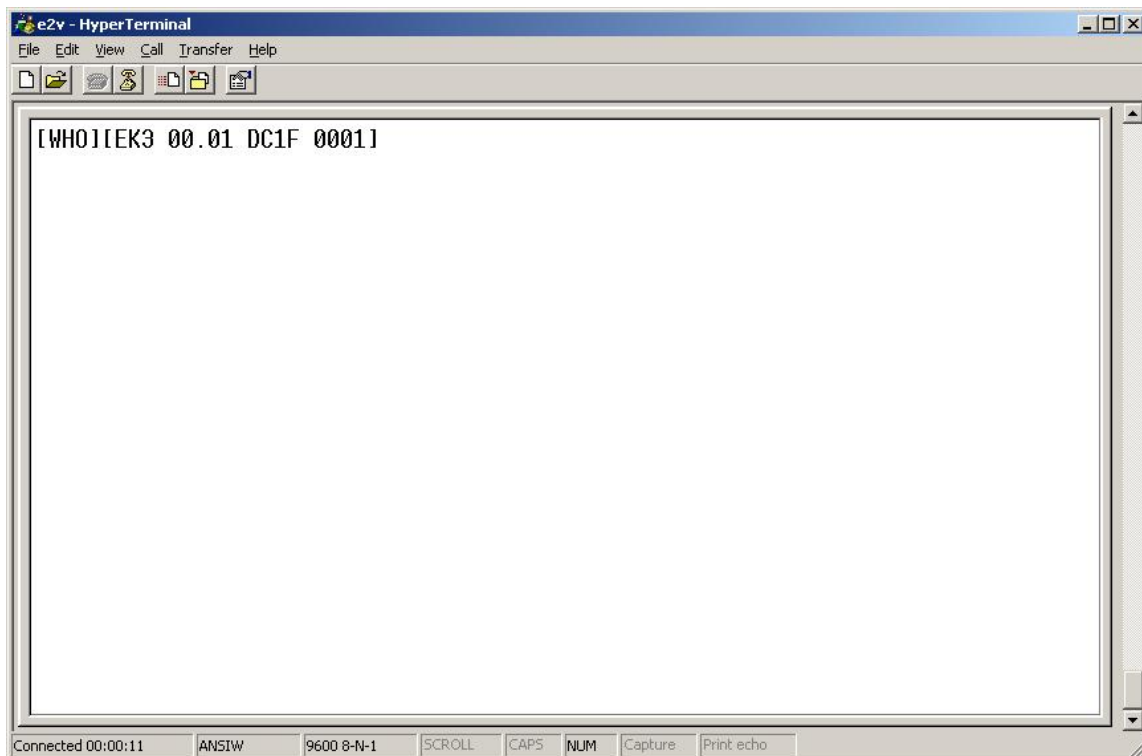 e2v - HyperTerminal
File Edit View Call Transfer Help
[WHO][EK3 00.01 DC1F 0001]
Connected 00:00:11 ANSIW 9600 8-N-1 SCROLL CAPS NUM Capture Print echo